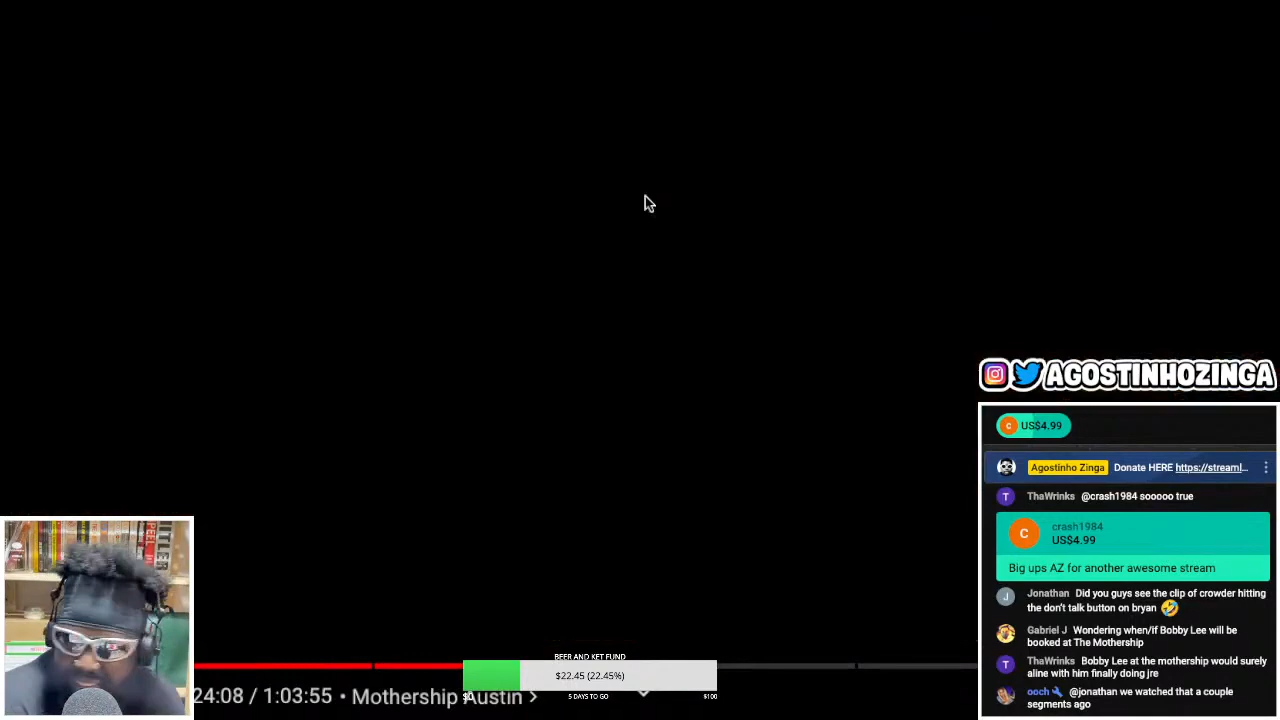 AGOSTINHOZINGA
C US$4.99
Agostinho Zinga Donate HERE https://streaml...
T ThaWrinks @crash1984 sooooo true
C crash1984
US$4.99
Big ups AZ for another awesome stream
J Jonathan Did you guys see the clip of crowder hitting
the don't talk button on bryan 🤣
Gabriel J Wondering when/if Bobby Lee will be
booked at The Mothership
T ThaWrinks Bobby Lee at the mothership would surely
aline with him finally doing jre
ooch @jonathan we watched that a couple
segments ago
PEEL
BEER AND KET FUND
$22.45 (22.45%)
$0 5 DAYS TO GO $100
24:08 / 1:03:55 • Mothership Austin >